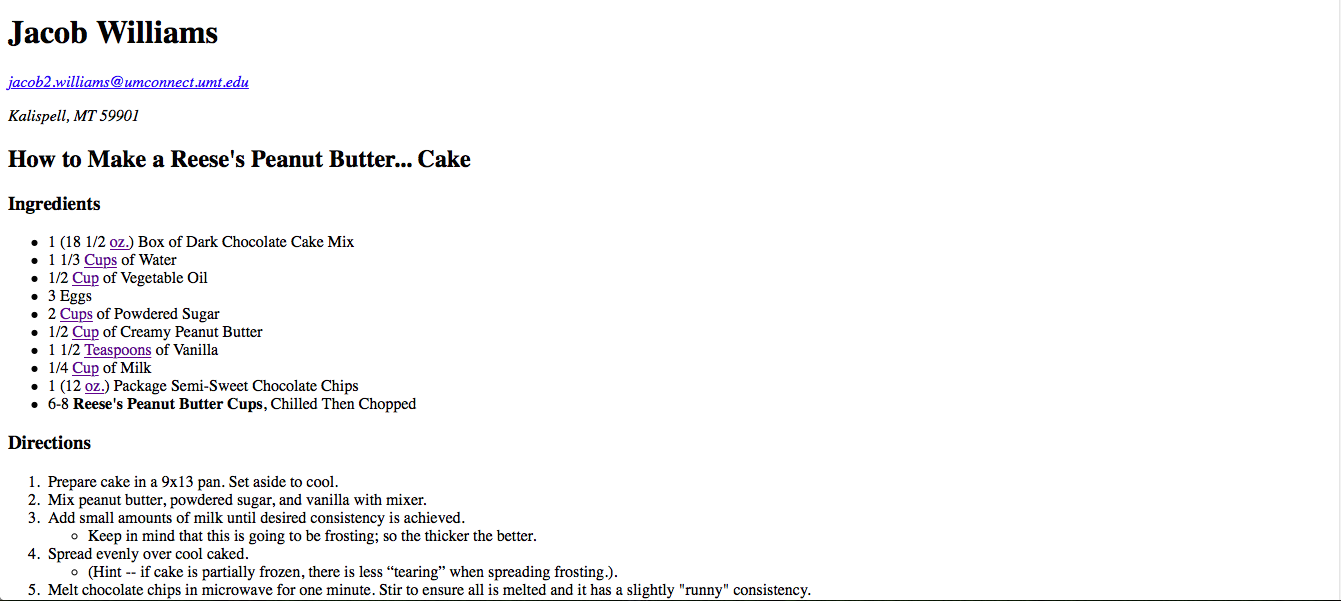 Jacob Williams
jacob2.williams@umconnect.umt.edu
Kalispell, MT 59901
How to Make a Reese's Peanut Butter... Cake
Ingredients
• 1 (18 1/2 oz.) Box of Dark Chocolate Cake Mix
• 1 1/3 Cups of Water
• 1/2 Cup of Vegetable Oil
• 3 Eggs
• 2 Cups of Powdered Sugar
• 1/2 Cup of Creamy Peanut Butter
• 1 1/2 Teaspoons of Vanilla
• 1/4 Cup of Milk
• 1 (12 oz.) Package Semi-Sweet Chocolate Chips
• 6-8 Reese's Peanut Butter Cups, Chilled Then Chopped
Directions
1. Prepare cake in a 9x13 pan. Set aside to cool.
2. Mix peanut butter, powdered sugar, and vanilla with mixer.
3. Add small amounts of milk until desired consistency is achieved.
◦ Keep in mind that this is going to be frosting; so the thicker the better.
4. Spread evenly over cool caked.
◦ (Hint -- if cake is partially frozen, there is less “tearing” when spreading frosting.).
5. Melt chocolate chips in microwave for one minute. Stir to ensure all is melted and it has a slightly "runny" consistency.